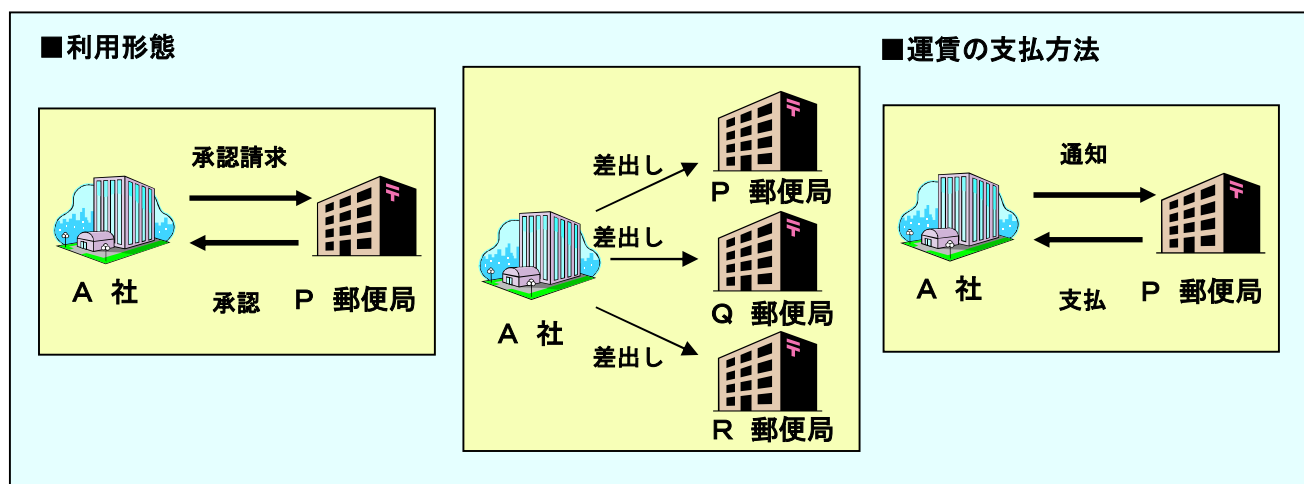 ■利用形態
承認請求
A 社
承認
P 郵便局
差出し
P 郵便局
差出し
Q 郵便局
A 社
差出し
R 郵便局
■運賃の支払方法
通知
A 社
支払
P 郵便局